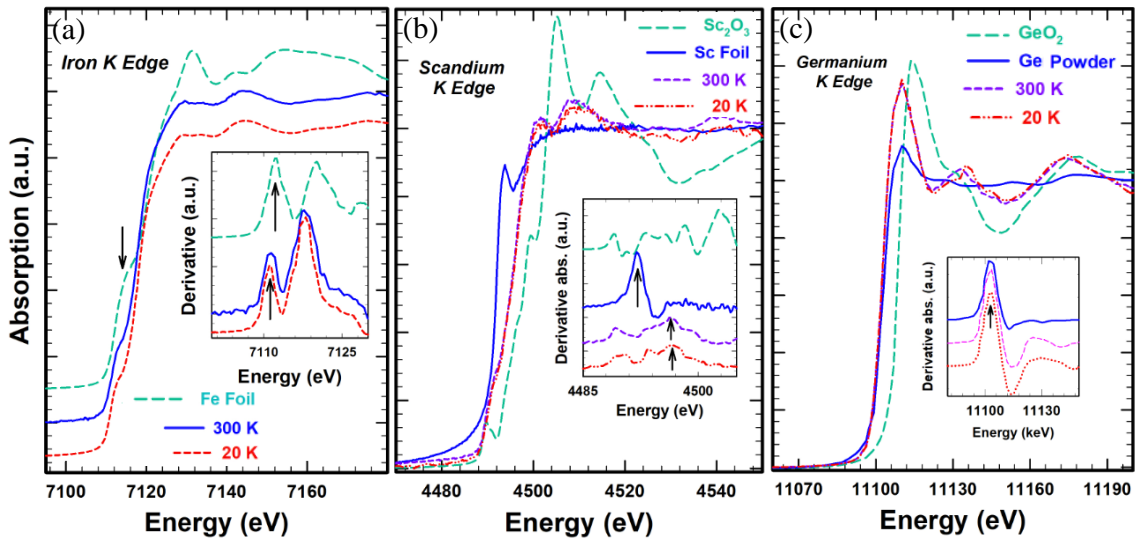 (a)
Iron K Edge
Absorption (a.u.)
Derivative (a.u.)
7110
7125
Energy (eV)
Fe Foil
300 K
20 K
7100
7120
7140
7160
Energy (eV)
(b)
Scandium
K Edge
Sc₂O₃
Sc Foil
300 K
20 K
Derivative abs. (a.u.)
4485
4500
Energy (eV)
4480
4500
4520
4540
Energy (eV)
(c)
Germanium
K Edge
GeO₂
Ge Powder
300 K
20 K
Derivative abs. (a.u.)
11100
11130
Energy (keV)
11070
11100
11130
11160
11190
Energy (eV)